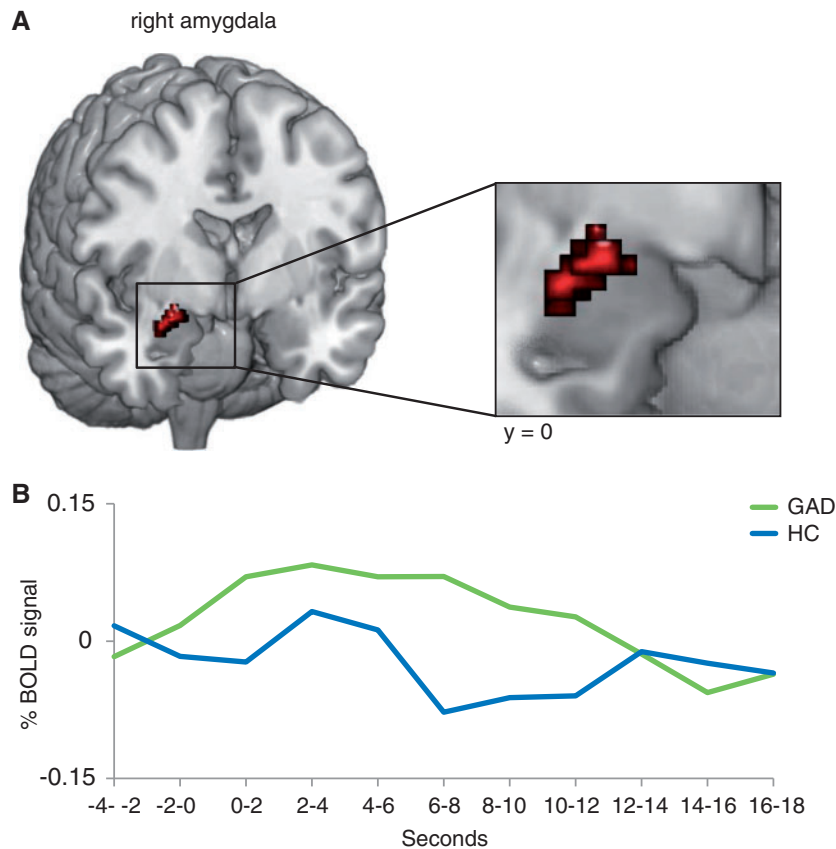 A
right amygdala
y = 0
B
GAD
HC
0.15
0
-0.15
% BOLD signal
-4- -2 -2-0 0-2 2-4 4-6 6-8 8-10 10-12 12-14 14-16 16-18
Seconds